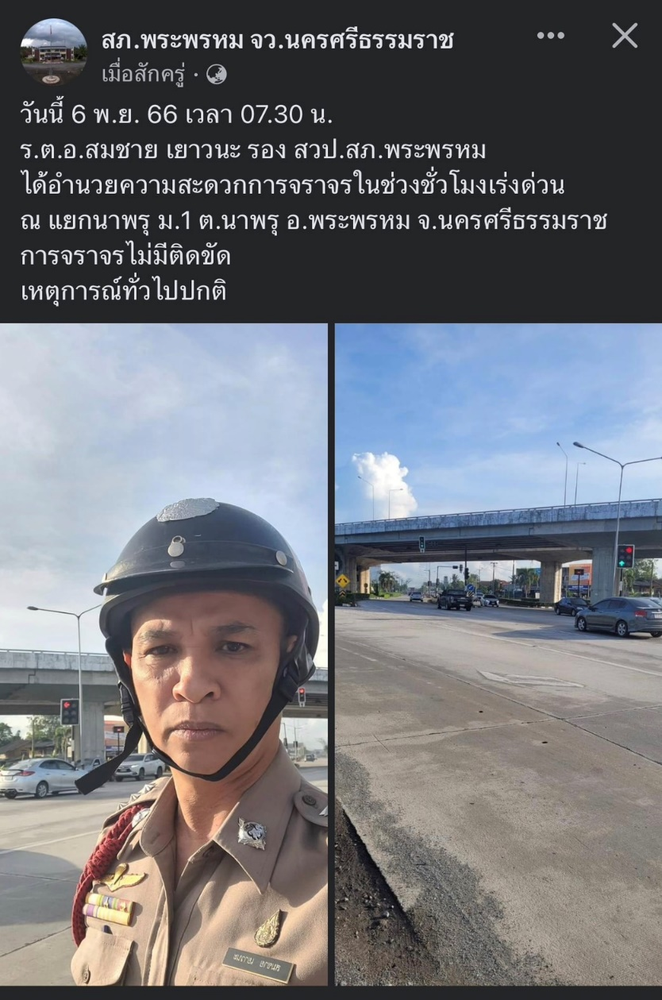 สภ.พระพรหม จว.นครศรีธรรมราช
เมื่อสักครู่ ·
วันนี้ 6 พ.ย. 66 เวลา 07.30 น.
ร.ต.อ.สมชาย เยาวนะ รอง สวป.สภ.พระพรหม
ได้อำนวยความสะดวกการจราจรในช่วงชั่วโมงเร่งด่วน
ณ แยกนาพรุ ม.1 ต.นาพรุ อ.พระพรหม จ.นครศรีธรรมราช
การจราจรไม่มีติดขัด
เหตุการณ์ทั่วไปปกติ